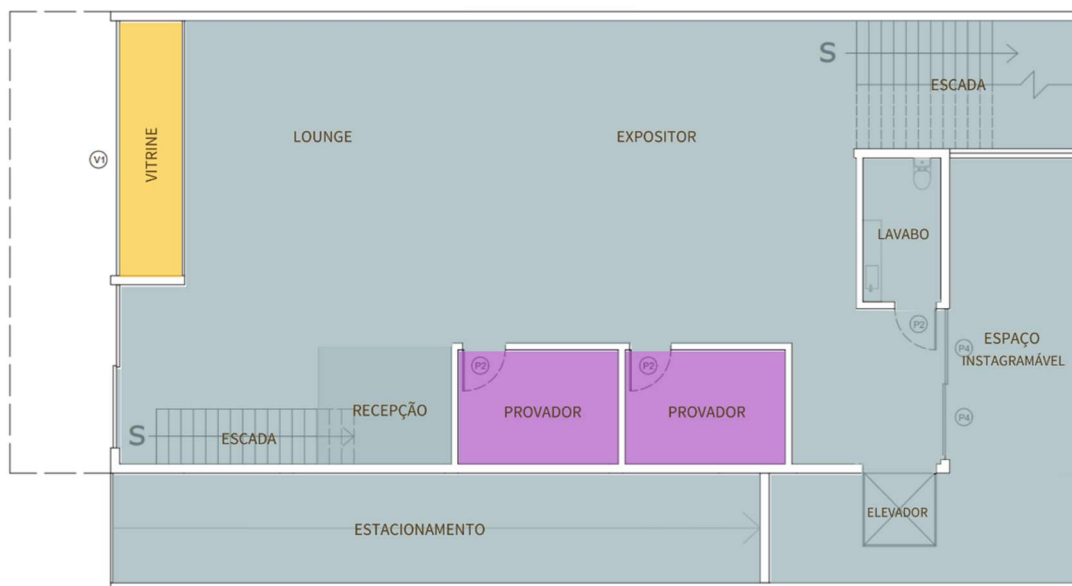 S
ESCADA
LOUNGE
EXPOSITOR
VITRINE
V1
LAVABO
P2
ESPAÇO
INSTAGRAMÁVEL
P4
P2
P2
RECEPÇÃO
PROVADOR
PROVADOR
P4
S
ESCADA
ELEVADOR
ESTACIONAMENTO